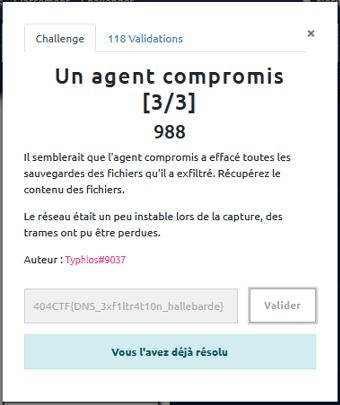 Challenge 118 Validations ×
Un agent compromis
[3/3]
988
Il semblerait que l'agent compromis a effacé toutes les
sauvegardes des fichiers qu'il a exfiltré. Récupérez le
contenu des fichiers.
Le réseau était un peu instable lors de la capture, des
trames ont pu être perdues.
Auteur : Typhlos#9037
404CTF{DNS_3xf1ltr4t10n_hallebarde} Valider
Vous l'avez déjà résolu